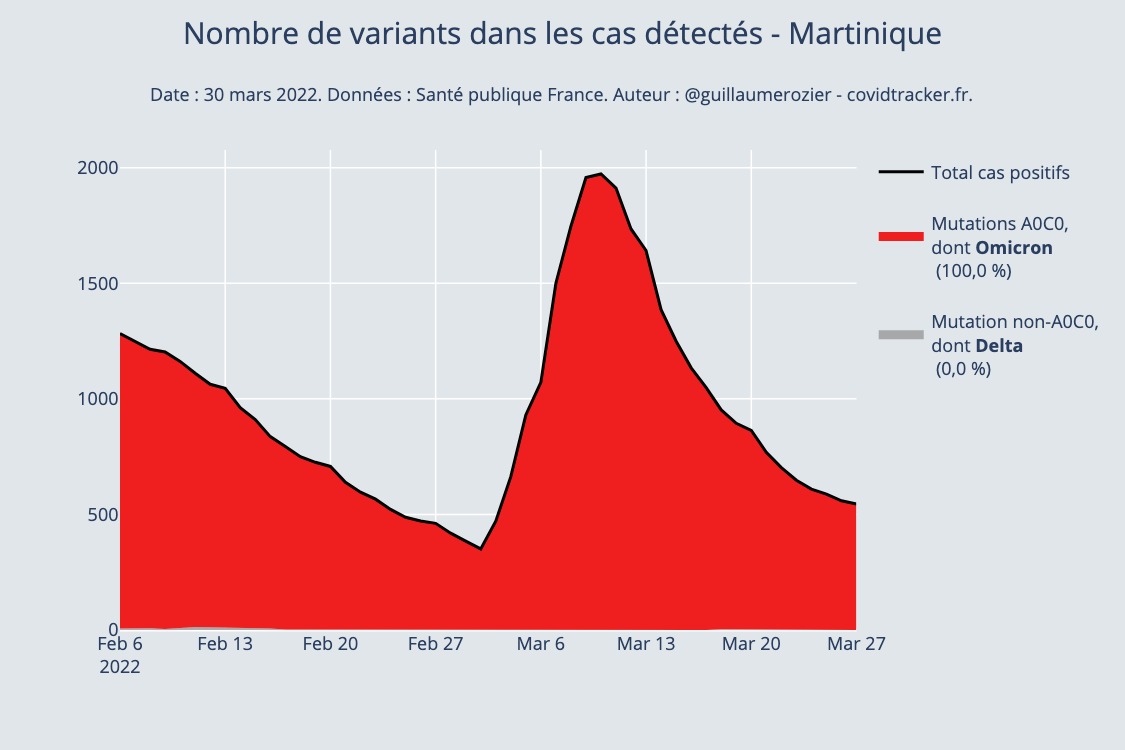 Nombre de variants dans les cas détectés - Martinique
Date : 30 mars 2022. Données : Santé publique France. Auteur : @guillaumerozier - covidtracker.fr.
2000
1500
1000
500
0
Feb 6
2022
Feb 13
Feb 20
Feb 27
Mar 6
Mar 13
Mar 20
Mar 27
Total cas positifs
Mutations A0C0,
dont Omicron
(100,0 %)
Mutation non-A0C0,
dont Delta
(0,0 %)